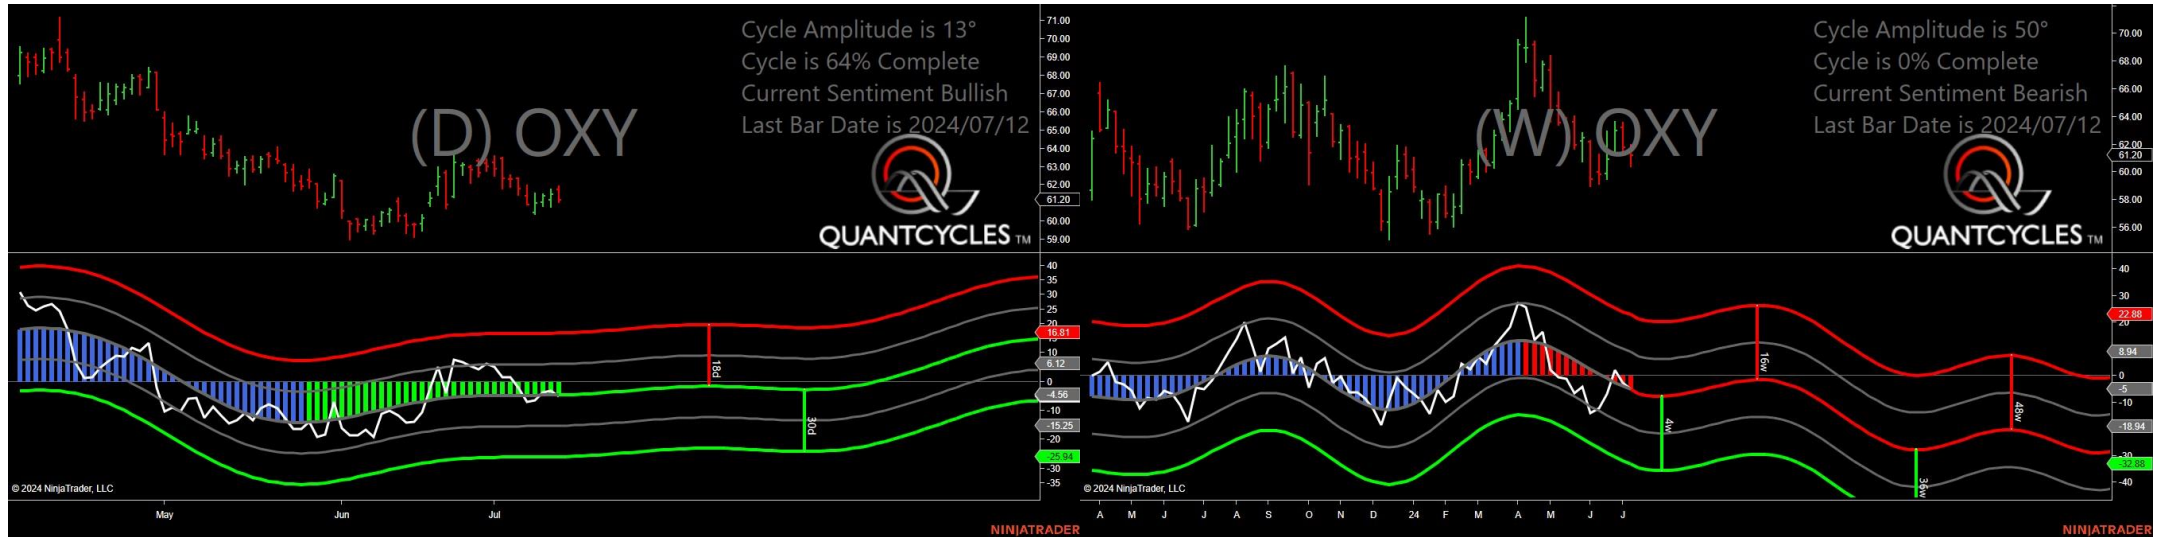 Cycle Amplitude is 13°
Cycle is 64% Complete
Current Sentiment Bullish
Last Bar Date is 2024/07/12
(D) OXY
QUANTCYCLES TM
71.00
70.00
69.00
68.00
67.00
66.00
65.00
64.00
63.00
62.00
61.20
60.00
59.00
40
35
30
25
20
16.81
15
10
6.12
0
-4.56
-10
-15.25
-20
-25.94
-30
-35
18d
30d
© 2024 NinjaTrader, LLC
May
Jun
Jul
NINJATRADER
Cycle Amplitude is 50°
Cycle is 0% Complete
Current Sentiment Bearish
Last Bar Date is 2024/07/12
(W) OXY
QUANTCYCLES TM
70.00
68.00
66.00
64.00
62.00
61.20
60.00
58.00
56.00
40
30
22.88
20
8.94
0
-5
-10
-18.94
-30
-32.88
-40
16w
4w
48w
36w
© 2024 NinjaTrader, LLC
A M J J A S O N D 24 F M A M J J
NINJATRADER